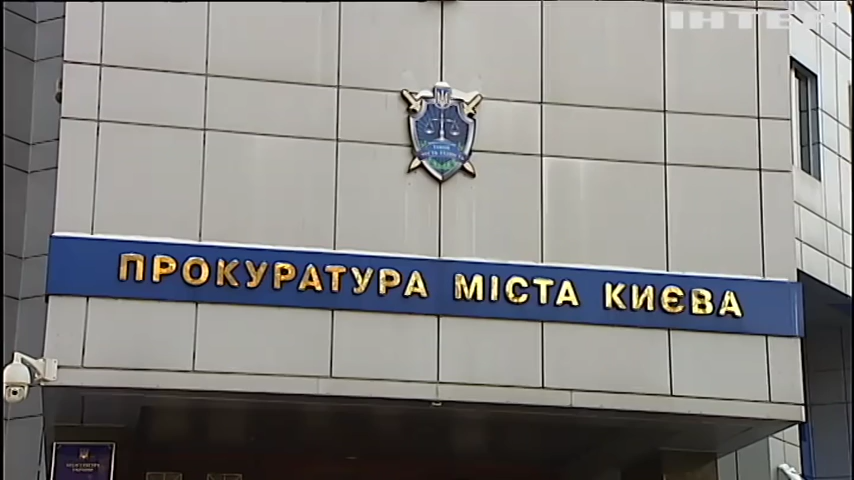 ІНТЕР
ПРОКУРАТУРА МІСТА КИЄВА